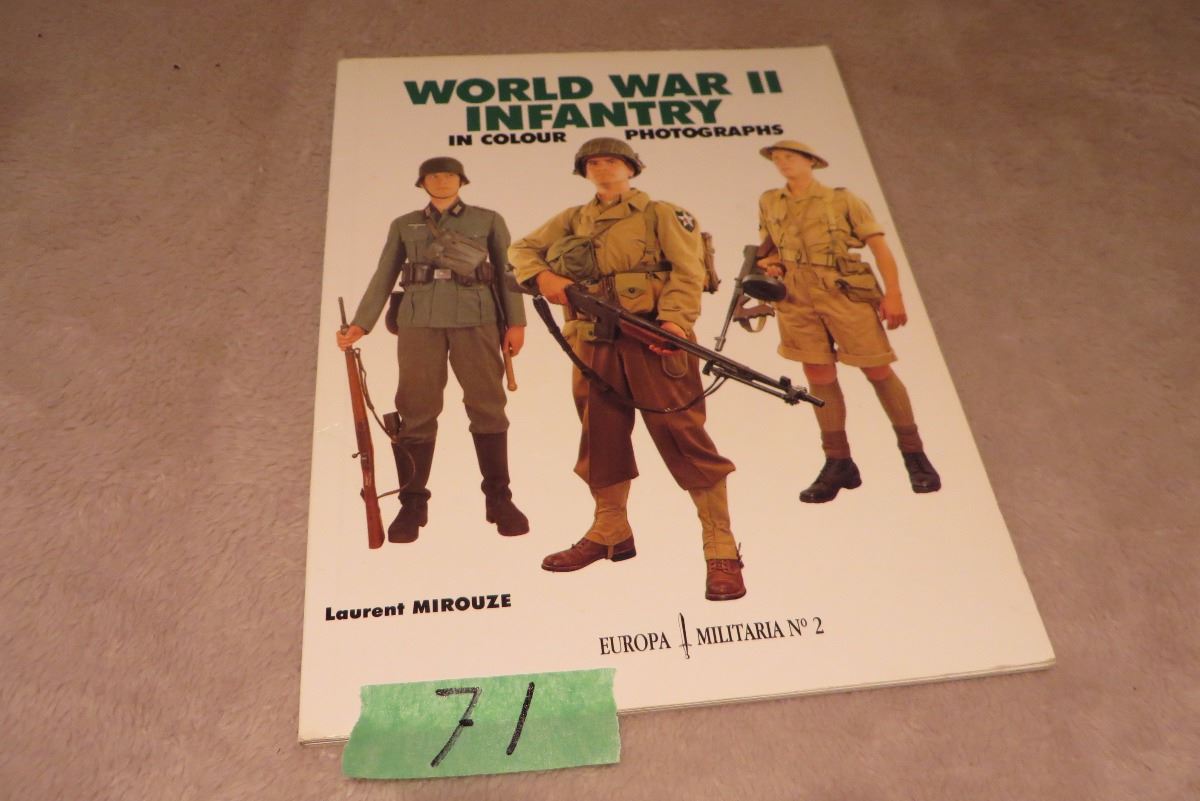 WORLD WAR II
INFANTRY
IN COLOUR PHOTOGRAPHS
Laurent MIROUZE
EUROPA MILITARIA Nº 2
71